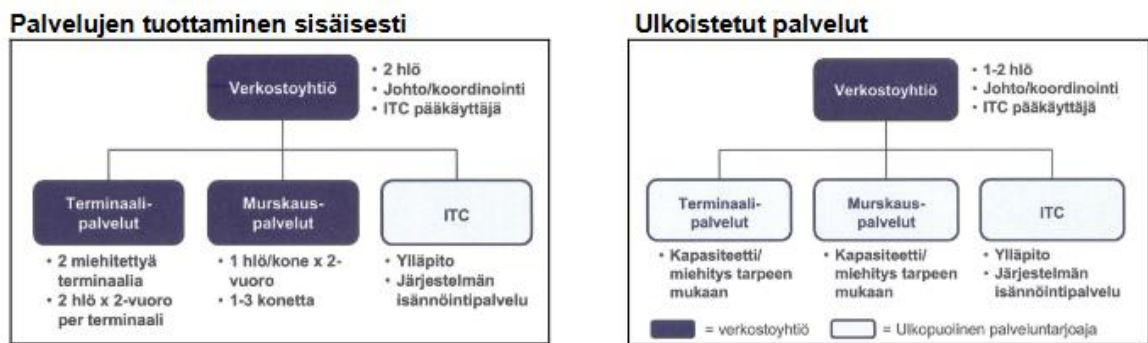 Palvelujen tuottaminen sisäisesti
Verkostoyhtiö
• 2 hlö
• Johto/koordinointi
• ITC pääkäyttäjä
Terminaali-
palvelut
• 2 miehitettyä
terminaalia
• 2 hlö x 2-vuoro
per terminaali
Murskaus-
palvelut
• 1 hlö/kone x 2-
vuoro
• 1-3 konetta
ITC
• Ylläpito
• Järjestelmän
isännöintipalvelu
Ulkoistetut palvelut
Verkostoyhtiö
• 1-2 hlö
• Johto/koordinointi
• ITC pääkäyttäjä
Terminaali-
palvelut
• Kapasiteetti/
miehitys tarpeen
mukaan
Murskaus-
palvelut
• Kapasiteetti/
miehitys tarpeen
mukaan
ITC
• Ylläpito
• Järjestelmän
isännöintipalvelu
= verkostoyhtiö
= Ulkopuolinen palveluntarjoaja